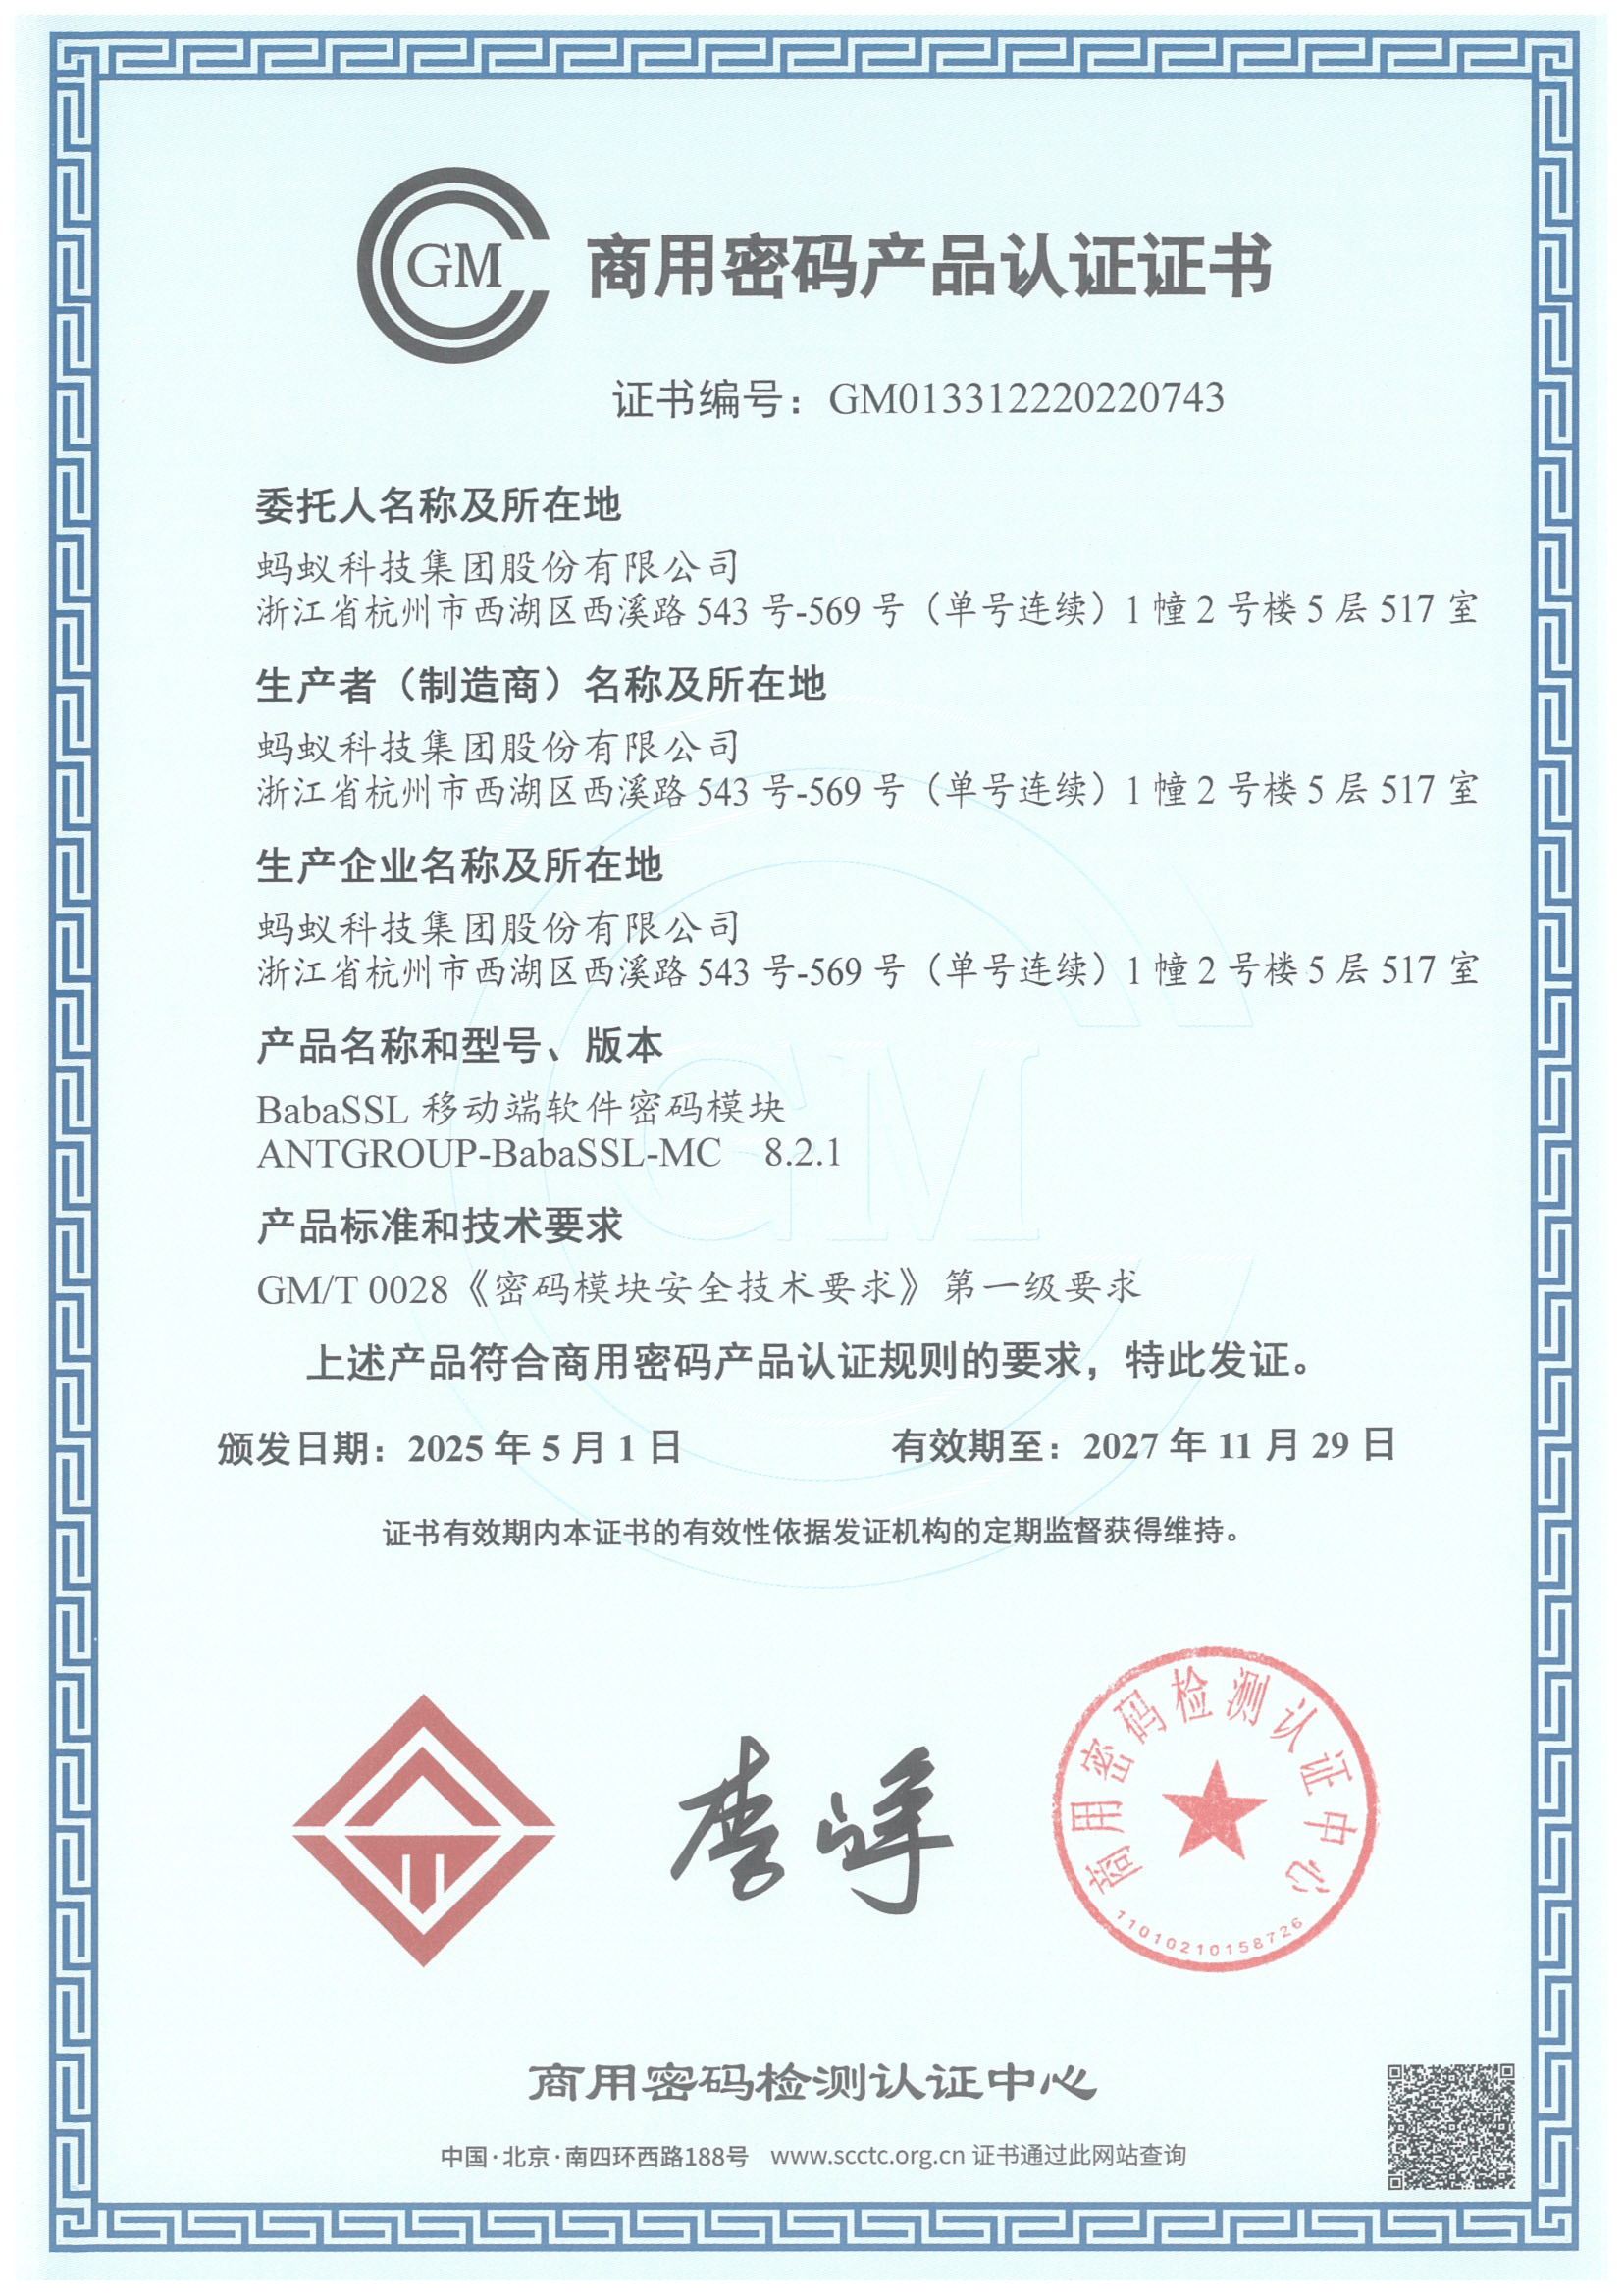 GM
商用密码产品认证证书
证书编号：GM013312220220743
委托人名称及所在地
蚂蚁科技集团股份有限公司
浙江省杭州市西湖区西溪路 543 号-569 号（单号连续）1 幢 2 号楼 5 层 517 室
生产者（制造商）名称及所在地
蚂蚁科技集团股份有限公司
浙江省杭州市西湖区西溪路 543 号-569 号（单号连续）1 幢 2 号楼 5 层 517 室
生产企业名称及所在地
蚂蚁科技集团股份有限公司
浙江省杭州市西湖区西溪路 543 号-569 号（单号连续）1 幢 2 号楼 5 层 517 室
产品名称和型号、版本
BabaSSL 移动端软件密码模块
ANTGROUP-BabaSSL-MC 8.2.1
产品标准和技术要求
GM/T 0028《密码模块安全技术要求》第一级要求
上述产品符合商用密码产品认证规则的要求，特此发证。
颁发日期：2025 年 5 月 1 日 有效期至：2027 年 11 月 29 日
证书有效期内本证书的有效性依据发证机构的定期监督获得维持。
商用密码检测认证中心
11010210158726
商用密码检测认证中心
中国·北京·南四环西路188号 www.scctc.org.cn 证书通过此网站查询